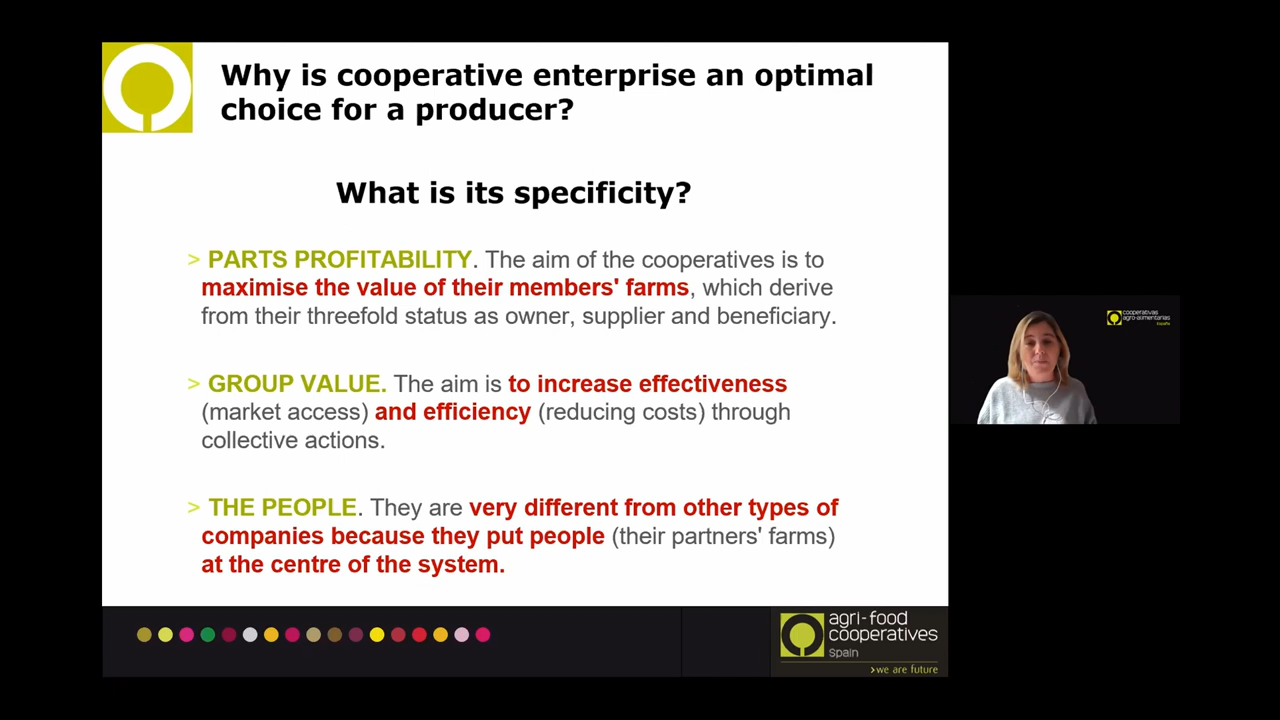 Why is cooperative enterprise an optimal
choice for a producer?
What is its specificity?
> PARTS PROFITABILITY. The aim of the cooperatives is to
maximise the value of their members' farms, which derive
from their threefold status as owner, supplier and beneficiary.
> GROUP VALUE. The aim is to increase effectiveness
(market access) and efficiency (reducing costs) through
collective actions.
> THE PEOPLE. They are very different from other types of
companies because they put people (their partners' farms)
at the centre of the system.
cooperativas
agro-alimentarias
España
agri-food
cooperatives
Spain
>we are future